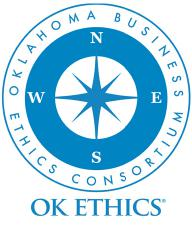 OKLAHOMA BUSINESS
ETHICS CONSORTIUM
N
W E
S
OK ETHICS®